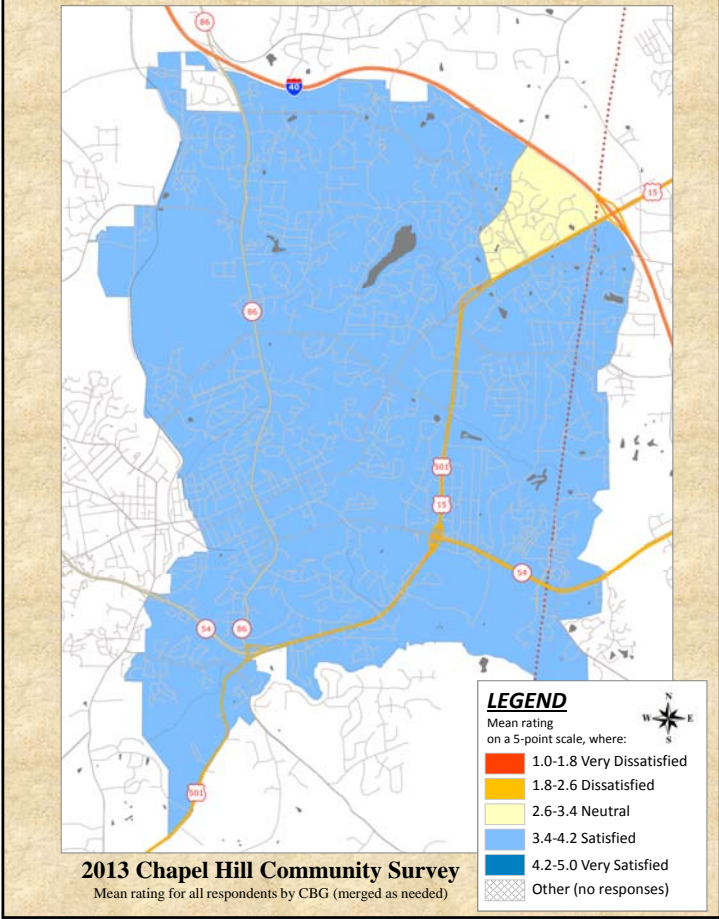 86
40
15
86
501
15
54
54
86
501
LEGEND
N
W E
S
Mean rating
on a 5-point scale, where:
1.0-1.8 Very Dissatisfied
1.8-2.6 Dissatisfied
2.6-3.4 Neutral
3.4-4.2 Satisfied
4.2-5.0 Very Satisfied
Other (no responses)
2013 Chapel Hill Community Survey
Mean rating for all respondents by CBG (merged as needed)